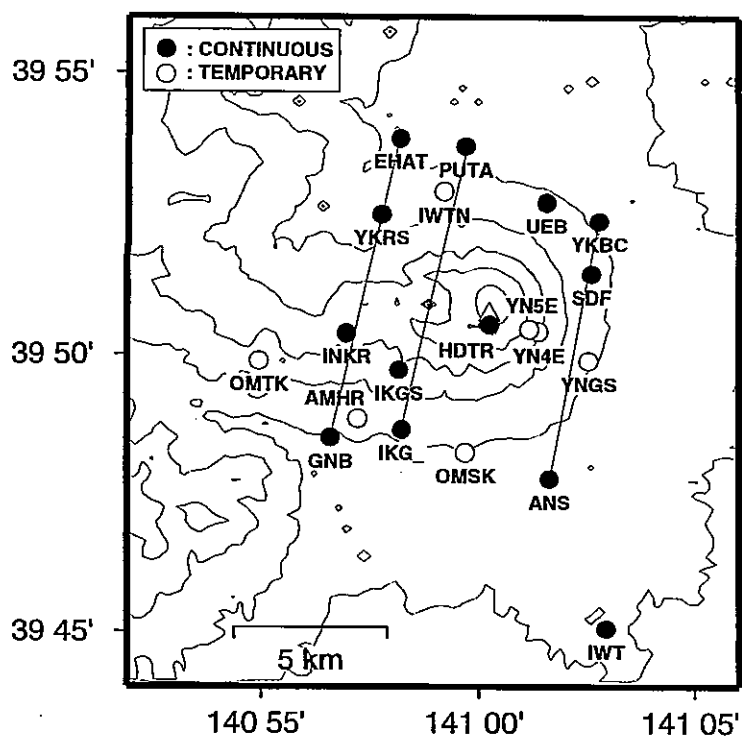 ● : CONTINUOUS
○ : TEMPORARY
39 55'
EHAT
PUTA
IWTN
YKRS
UEB
YKBC
SDF
YN5E
39 50'
INKR
HDTR
YN4E
OMTK
AMHR
IKGS
YNGS
GNB
IKG_
OMSK
ANS
39 45'
5 km
IWT
140 55'
141 00'
141 05'